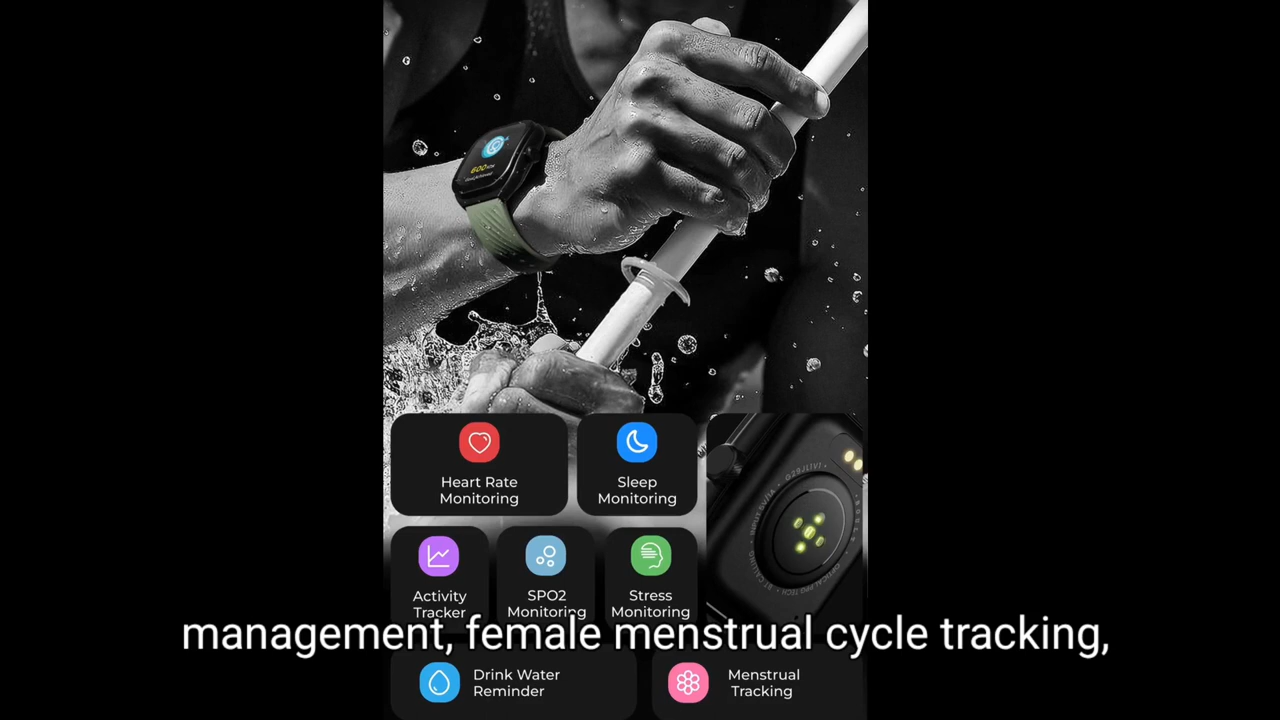 600
Heart Rate
Monitoring
Sleep
Monitoring
Activity
Tracker
SPO2
Monitoring
Stress
Monitoring
management, female menstrual cycle tracking,
Drink Water
Reminder
Menstrual
Tracking